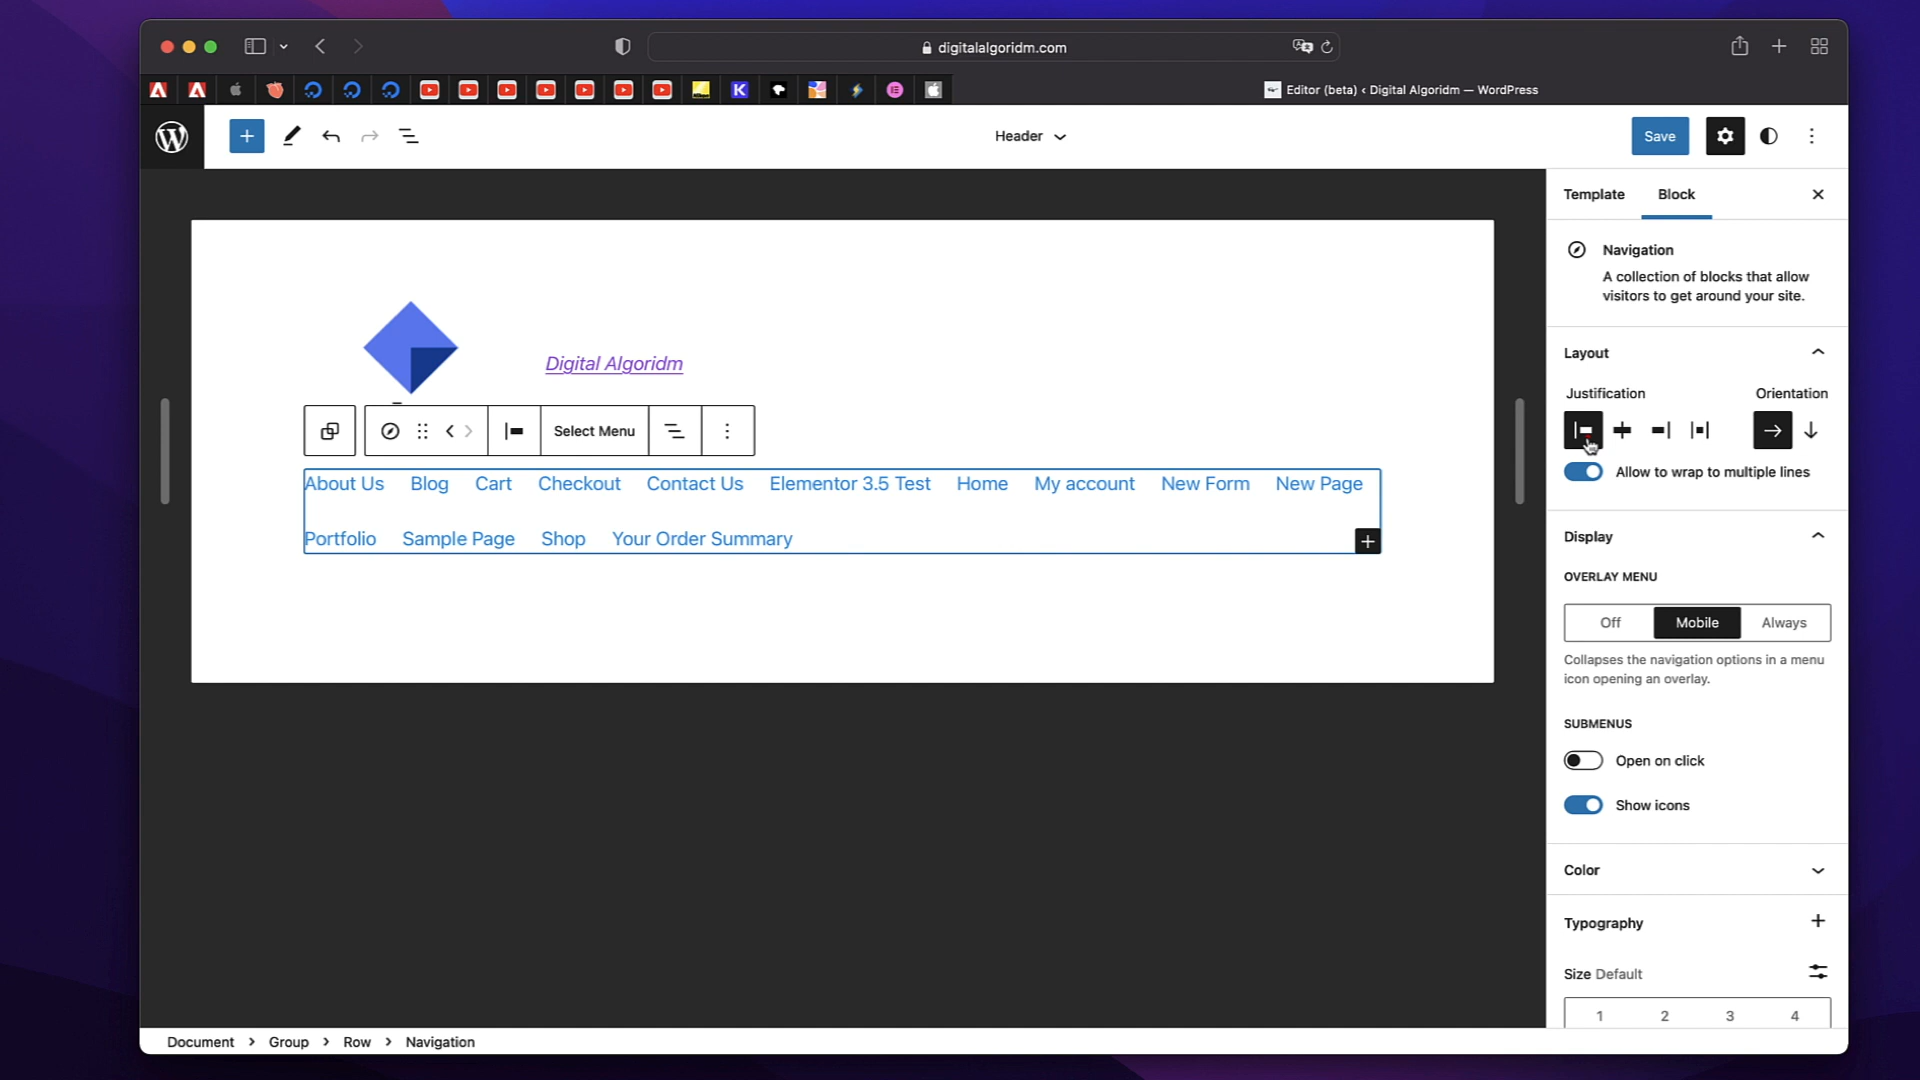 digitalalgoridm.com
K
Editor (beta) ‹ Digital Algoridm — WordPress
Header
Save
Template Block
Navigation
A collection of blocks that allow
visitors to get around your site.
Digital Algoridm
Select Menu
About Us Blog Cart Checkout Contact Us Elementor 3.5 Test Home My account New Form New Page
Portfolio Sample Page Shop Your Order Summary
Layout
Justification Orientation
Allow to wrap to multiple lines
Display
OVERLAY MENU
Off Mobile Always
Collapses the navigation options in a menu
icon opening an overlay.
SUBMENUS
Open on click
Show icons
Color
Typography
Size Default
1 2 3 4
Document > Group > Row > Navigation